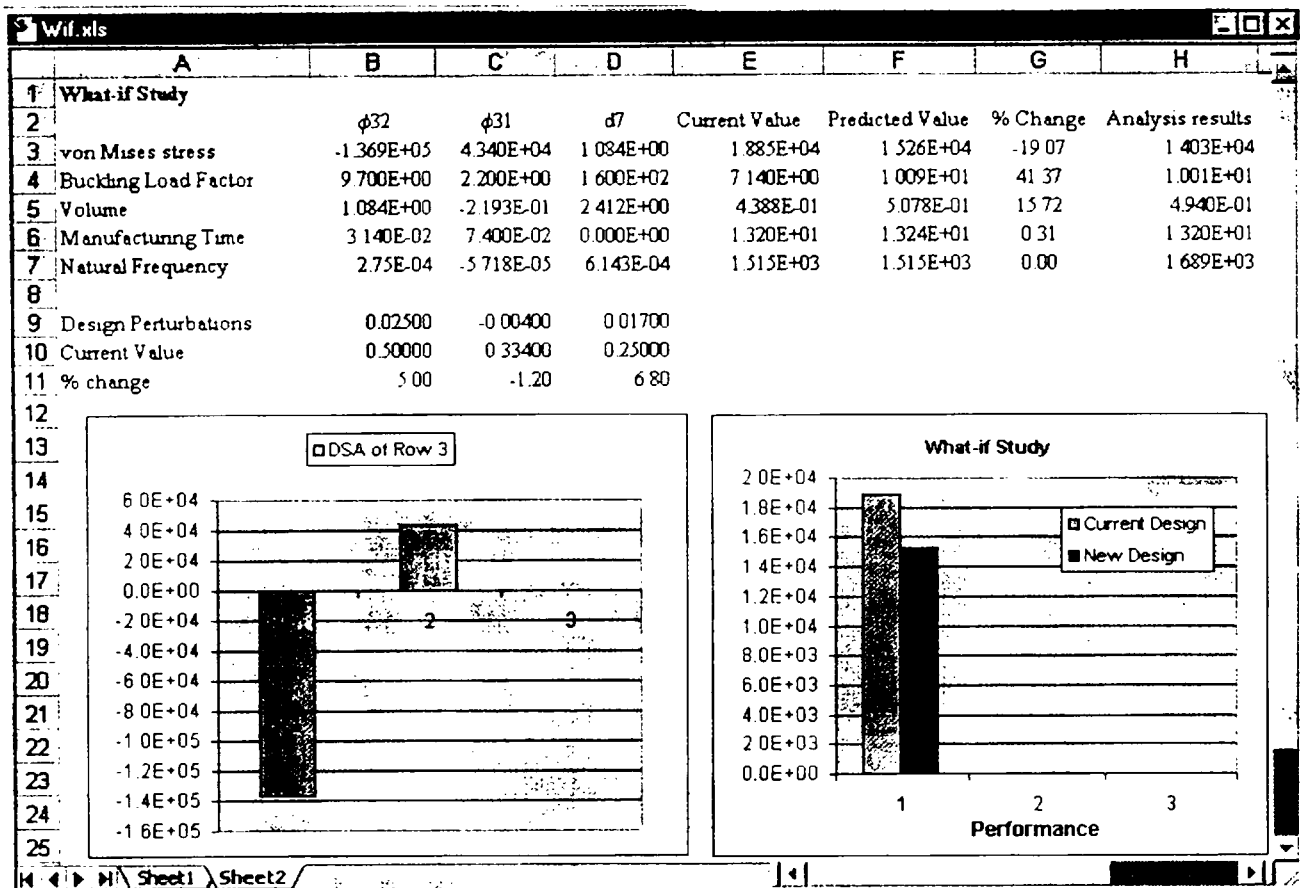 Wif.xls
A B C D E F G H
1 What-if Study
2 ϕ32 ϕ31 d7 Current Value Predicted Value % Change Analysis results
3 von Mises stress -1.369E+05 4.340E+04 1 084E+00 1.885E+04 1 526E+04 -19 07 1 403E+04
4 Buckling Load Factor 9.700E+00 2.200E+00 1 600E+02 7 140E+00 1 009E+01 41 37 1.001E+01
5 Volume 1.084E+00 -2.193E-01 2 412E+00 4.388E-01 5.078E-01 15 72 4.940E-01
6 Manufacturing Time 3 140E-02 7.400E-02 0.000E+00 1.320E+01 1.324E+01 0 31 1 320E+01
7 Natural Frequency 2.75E-04 -5 718E-05 6.143E-04 1.515E+03 1.515E+03 0.00 1 689E+03
8
9 Design Perturbations 0.02500 -0 00400 0 01700
10 Current Value 0.50000 0 33400 0.25000
11 % change 5 00 -1.20 6 80
12
13
14
15
16
17
18
19
20
21
22
23
24
25
DSA of Row 3
6 0E+04
4 0E+04
2 0E+04
0.0E+00
-2 0E+04
-4.0E+04
-6 0E+04
-8 0E+04
-1 0E+05
-1.2E+05
-1 4E+05
-1 6E+05
2 3
What-if Study
2 0E+04
1.8E+04
1.6E+04
1 4E+04
1.2E+04
1.0E+04
8.0E+03
6.0E+03
4 0E+03
2 0E+03
0.0E+00
Current Design
New Design
1 2 3
Performance
Sheet1 Sheet2